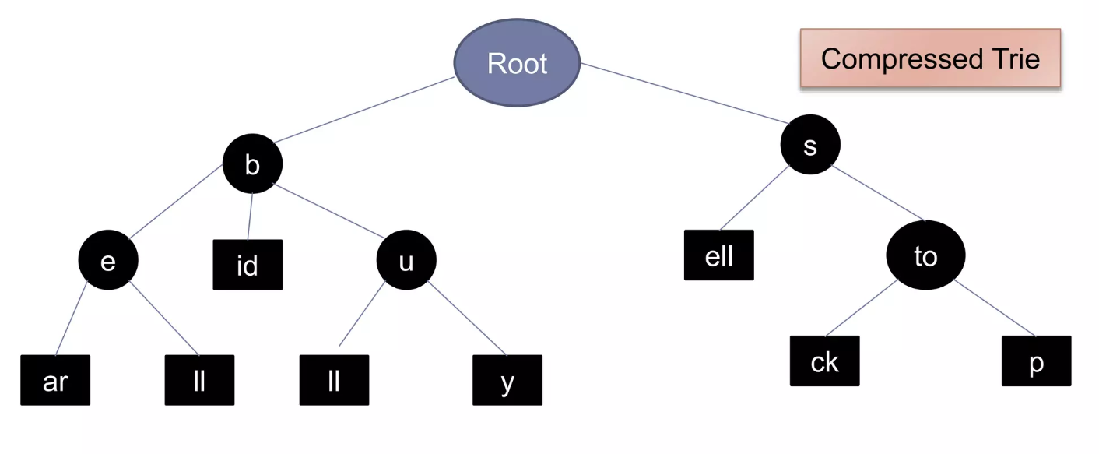 Root
Compressed Trie
b
s
e
id
u
ell
to
ar
ll
ll
y
ck
p